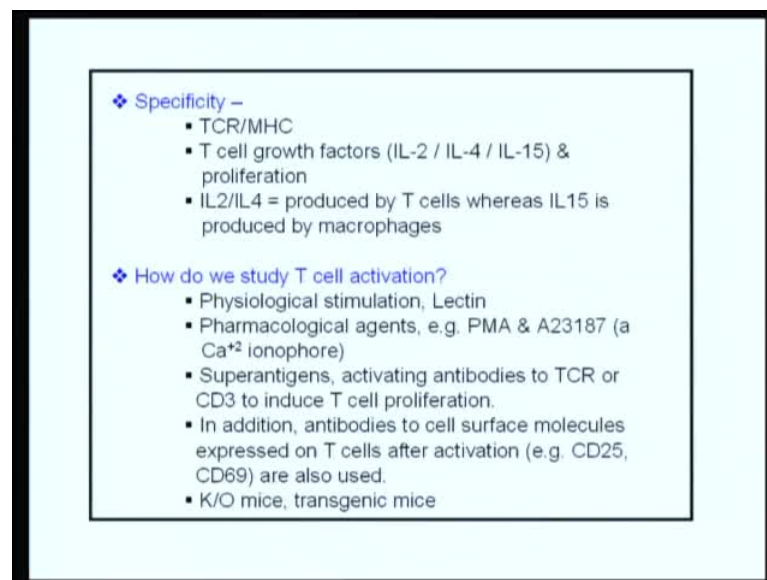 ❖ Specificity –
▪ TCR/MHC
▪ T cell growth factors (IL-2 / IL-4 / IL-15) &
proliferation
▪ IL2/IL4 = produced by T cells whereas IL15 is
produced by macrophages
❖ How do we study T cell activation?
▪ Physiological stimulation, Lectin
▪ Pharmacological agents, e.g. PMA & A23187 (a
Ca⁺² ionophore)
▪ Superantigens, activating antibodies to TCR or
CD3 to induce T cell proliferation.
▪ In addition, antibodies to cell surface molecules
expressed on T cells after activation (e.g. CD25,
CD69) are also used.
▪ K/O mice, transgenic mice